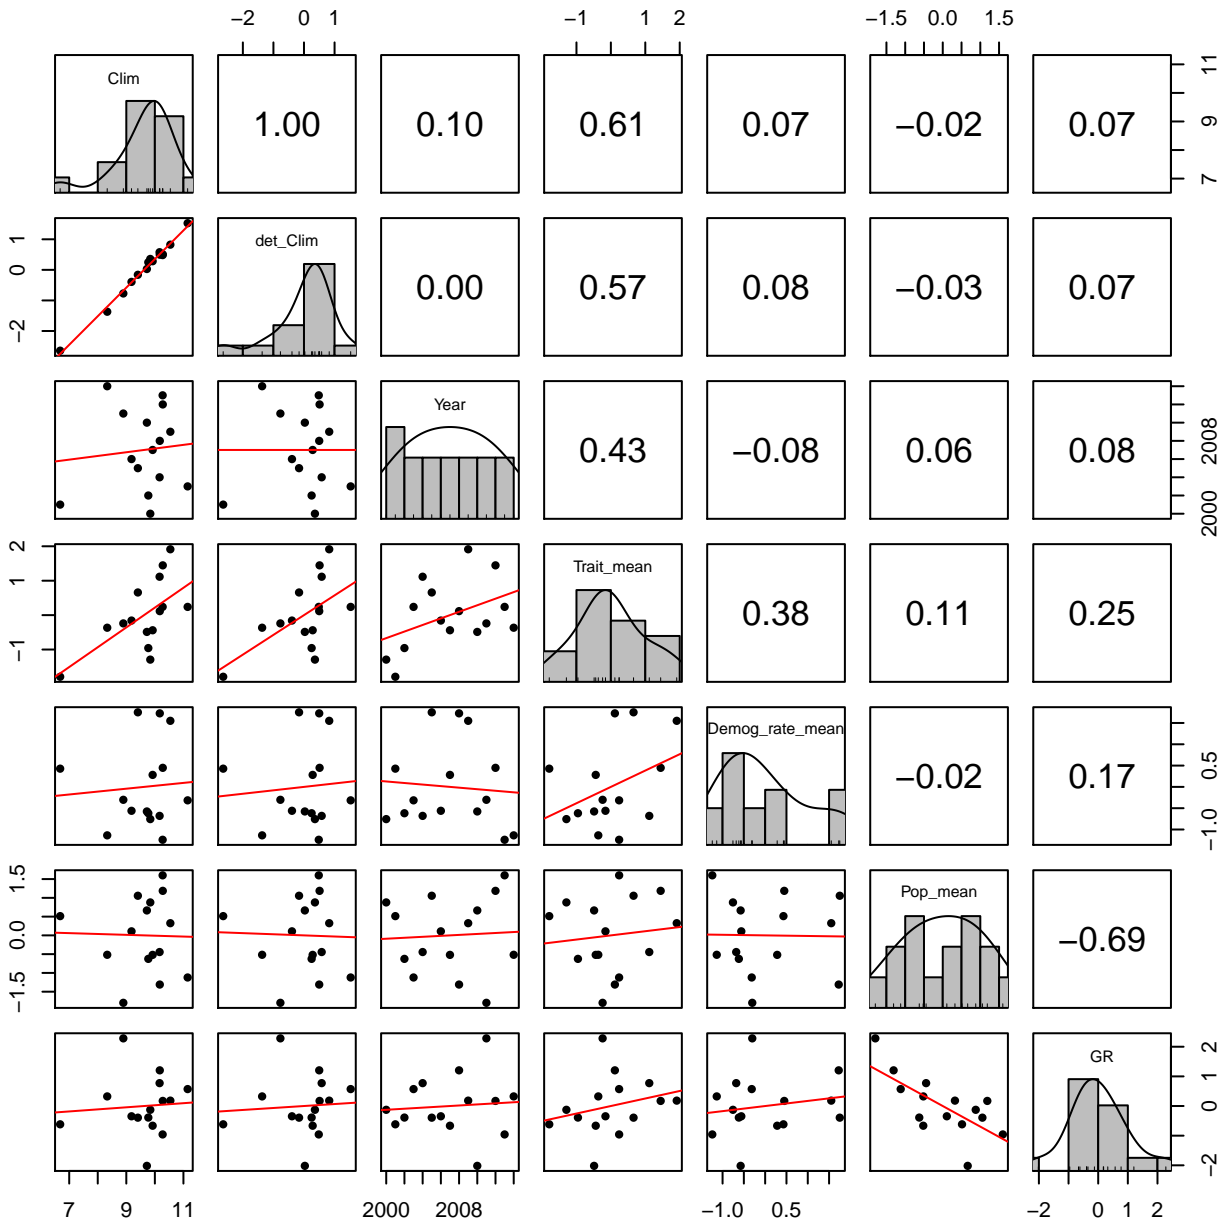 −2 0 1 −1 1 2 −1.5 0.0 1.5
Clim 1.00 0.10 0.61 0.07 −0.02 0.07 7 9 11
−2 0 1 det_Clim 0.00 0.57 0.08 −0.03 0.07
Year 0.43 −0.08 0.06 0.08 2000 2008
−1 1 2 Trait_mean 0.38 0.11 0.25
Demog_rate_mean −0.02 0.17 −1.0 0.5
−1.5 0.0 1.5 Pop_mean −0.69
GR −2 0 1 2
7 9 11 2000 2008 −1.0 0.5 −2 0 1 2